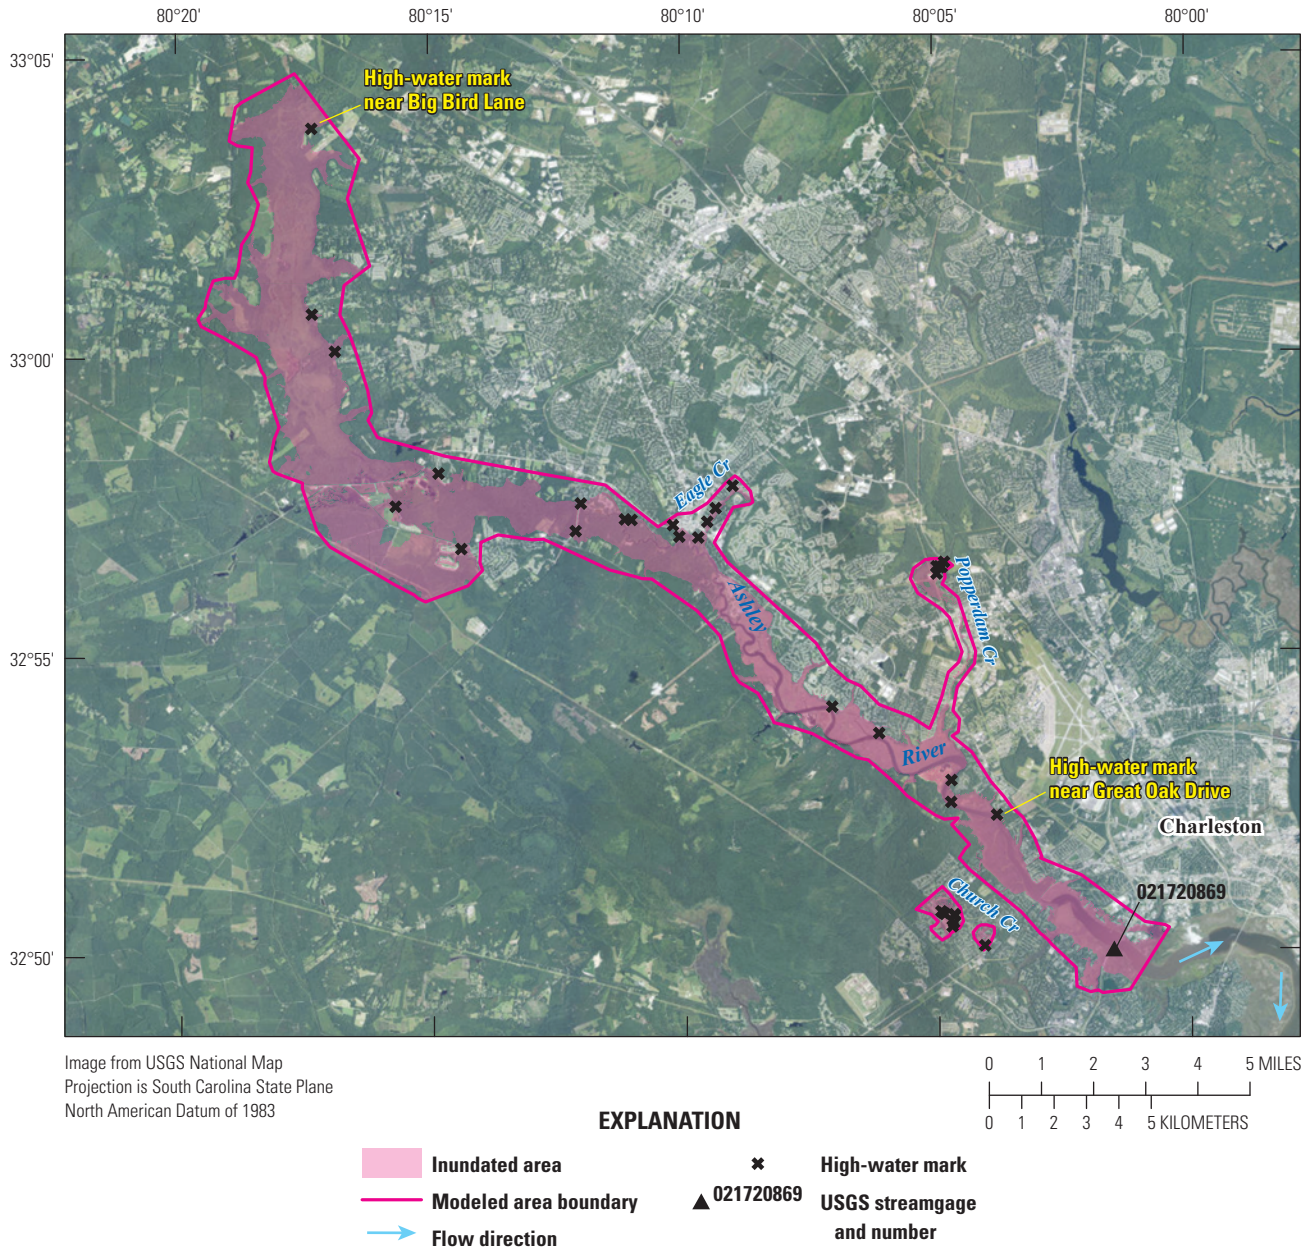 80°20' 80°15' 80°10' 80°05' 80°00'
33°05'
High-water mark
near Big Bird Lane
33°00'
Eagle Cr
Popperdam Cr
Ashley
32°55'
River
High-water mark
near Great Oak Drive
Charleston
Church Cr
021720869
32°50'
Image from USGS National Map
Projection is South Carolina State Plane
North American Datum of 1983
0 1 2 3 4 5 MILES
0 1 2 3 4 5 KILOMETERS
EXPLANATION
Inundated area
Modeled area boundary
Flow direction
High-water mark
021720869 USGS streamgage
and number